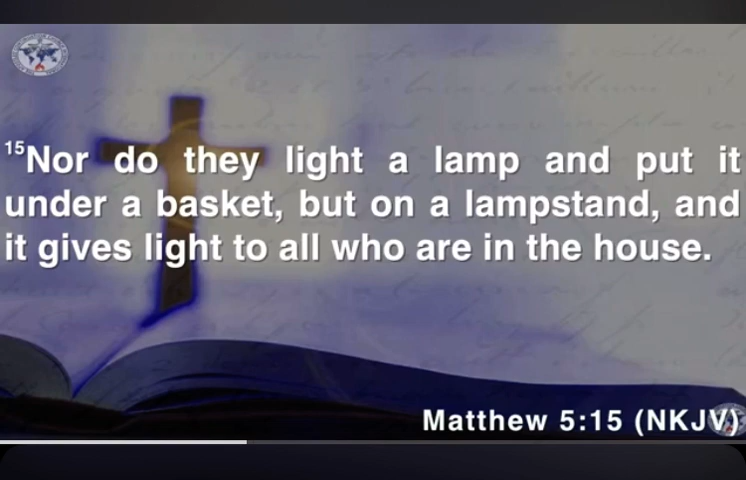 ¹⁵Nor do they light a lamp and put it
under a basket, but on a lampstand, and
it gives light to all who are in the house.
Matthew 5:15 (NKJV)